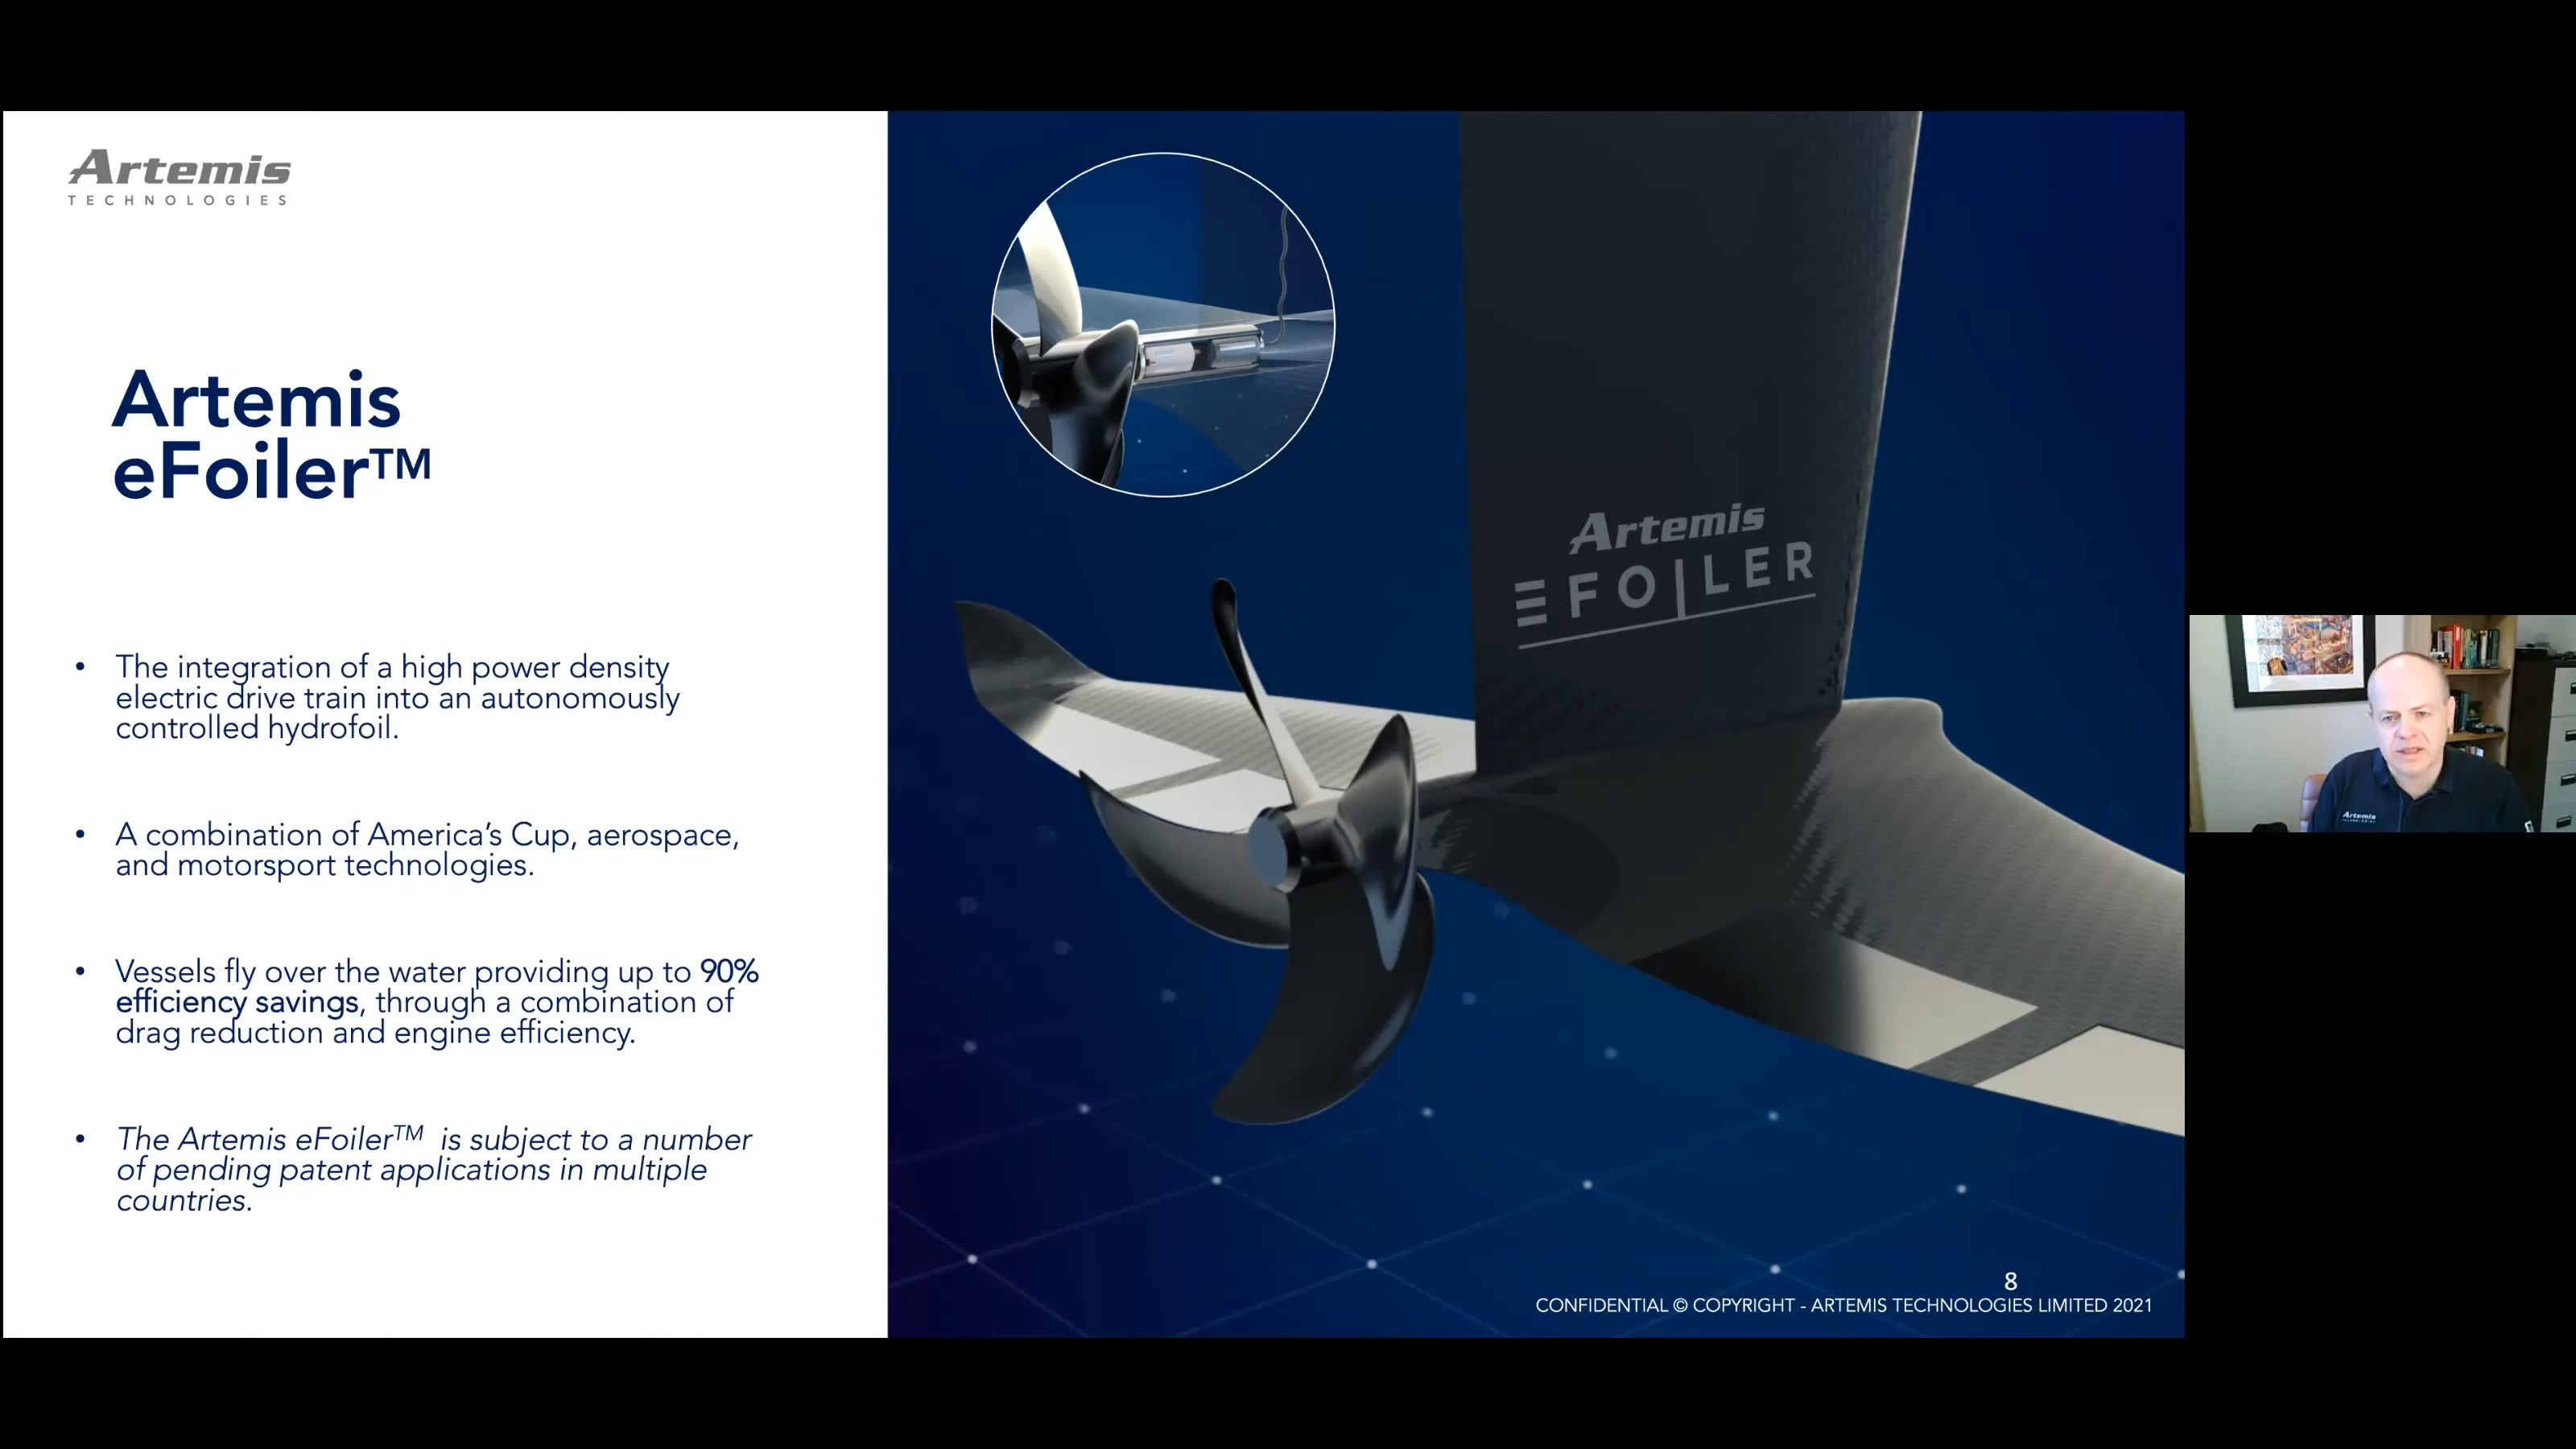 Artemis
TECHNOLOGIES
Artemis
eFoiler™
• The integration of a high power density
electric drive train into an autonomously
controlled hydrofoil.
• A combination of America’s Cup, aerospace,
and motorsport technologies.
• Vessels fly over the water providing up to 90%
efficiency savings, through a combination of
drag reduction and engine efficiency.
• The Artemis eFoiler™ is subject to a number
of pending patent applications in multiple
countries.
Artemis
EFOILER
8
CONFIDENTIAL © COPYRIGHT - ARTEMIS TECHNOLOGIES LIMITED 2021
Artemis